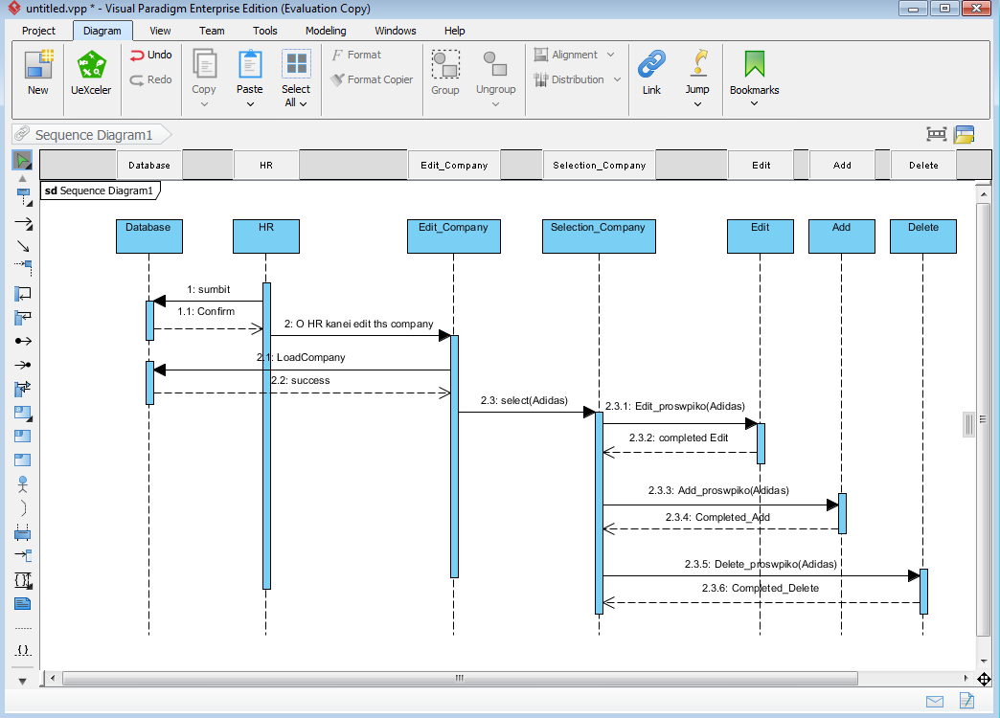 untitled.vpp * - Visual Paradigm Enterprise Edition (Evaluation Copy)
Project Diagram View Team Tools Modeling Windows Help
New
UeXceler
Undo
Redo
Copy
Paste
Select
All
Format
Format Copier
Group
Ungroup
Alignment
Distribution
Link
Jump
Bookmarks
Sequence Diagram1
Database HR Edit_Company Selection_Company Edit Add Delete
sd Sequence Diagram1
Database HR Edit_Company Selection_Company Edit Add Delete
1: sumbit
1.1: Confirm
2: O HR kanei edit ths company
2.1: LoadCompany
2.2: success
2.3: select(Adidas)
2.3.1: Edit_proswpiko(Adidas)
2.3.2: completed Edit
2.3.3: Add_proswpiko(Adidas)
2.3.4: Completed_Add
2.3.5: Delete_proswpiko(Adidas)
2.3.6: Completed_Delete